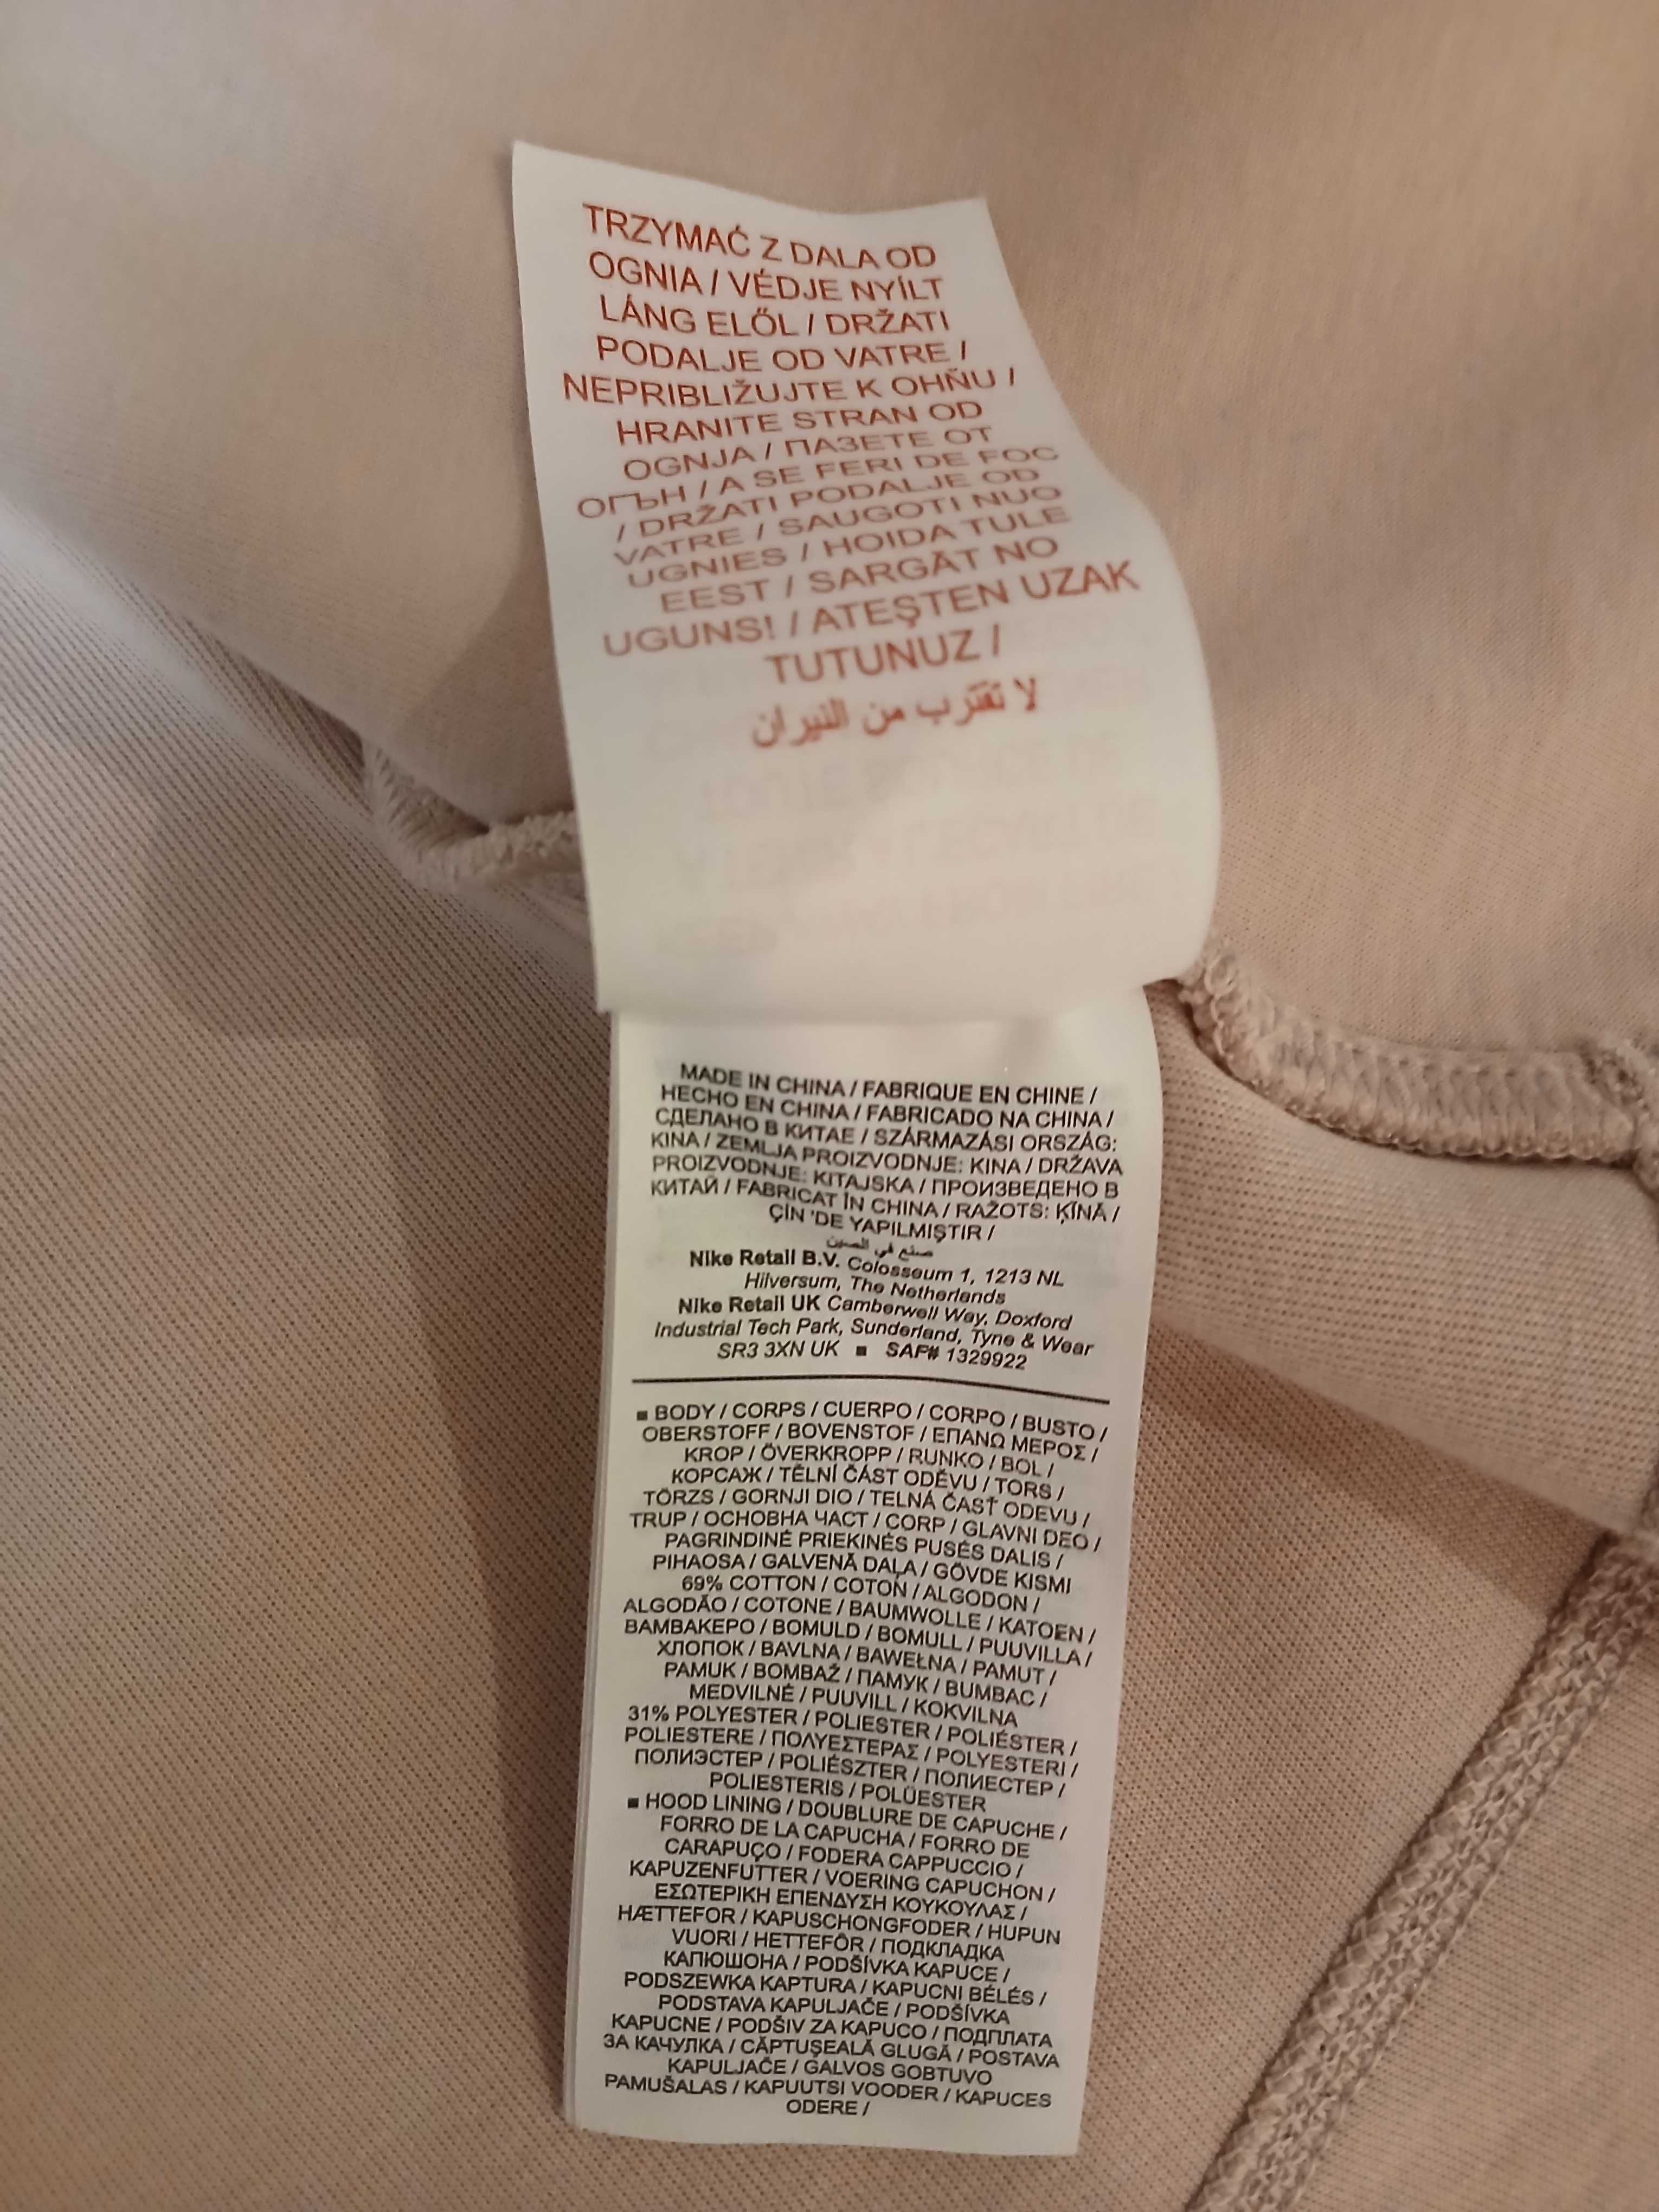 TRZYMAĆ Z DALA OD
OGNIA / VÉDJE NYÍLT
LÁNG ELŐL / DRŽATI
PODALJE OD VATRE /
NEPRIBLIŽUJTE K OHŇU /
HRANITE STRAN OD
OGNJA / ПАЗЕТЕ ОТ
ОГЪН / A SE FERI DE FOC
/ DRŽATI PODALJE OD
VATRE / SAUGOTI NUO
UGNIES / HOIDA TULE
EEST / SARGĀT NO
UGUNS! / ATEŞTEN UZAK
TUTUNUZ /
لا تقترب من النيران
MADE IN CHINA / FABRIQUE EN CHINE /
HECHO EN CHINA / FABRICADO NA CHINA /
СДЕЛАНО В КИТАЕ / SZÁRMAZÁSI ORSZÁG:
KINA / ZEMLJA PROIZVODNJE: KINA / DRŽAVA
PROIZVODNJE: KITAJSKA / ПРОИЗВЕДЕНО В
КИТАЙ / FABRICAT ÎN CHINA / RAŽOTS: ĶĪNĀ /
ÇİN 'DE YAPILMIŞTIR /
صنع في الصين
Nike Retail B.V. Colosseum 1, 1213 NL
Hilversum, The Netherlands
Nike Retail UK Camberwell Way, Doxford
Industrial Tech Park, Sunderland, Tyne & Wear
SR3 3XN UK ■ SAP# 1329922
■ BODY / CORPS / CUERPO / CORPO / BUSTO /
OBERSTOFF / BOVENSTOF / ΕΠΑΝΩ ΜΕΡΟΣ /
KROP / ÖVERKROPP / RUNKO / BOL /
КОРСАЖ / TĚLNÍ ČÁST ODĚVU / TORS /
TÖRZS / GORNJI DIO / TELNÁ ČASŤ ODEVU /
TRUP / ОСНОВНА ЧАСТ / CORP / GLAVNI DEO /
PAGRINDINĖ PRIEKINĖS PUSĖS DALIS /
PIHAOSA / GALVENĀ DAĻA / GÖVDE KISMI
69% COTTON / COTON / ALGODON /
ALGODÃO / COTONE / BAUMWOLLE / KATOEN /
ΒΑΜΒΑΚΕΡΟ / BOMULD / BOMULL / PUUVILLA /
ХЛОПОК / BAVLNA / BAWEŁNA / PAMUT /
PAMUK / BOMBAŽ / ПАМУК / BUMBAC /
MEDVILNĖ / PUUVILL / KOKVILNA
31% POLYESTER / POLIESTER / POLIÉSTER /
POLIESTERE / ΠΟΛΥΕΣΤΕΡΑΣ / POLYESTERI /
ПОЛИЭСТЕР / POLIÉSZTER / ПОЛИЕСТЕР /
POLIESTERIS / POLÜESTER
■ HOOD LINING / DOUBLURE DE CAPUCHE /
FORRO DE LA CAPUCHA / FORRO DE
CARAPUÇO / FODERA CAPPUCCIO /
KAPUZENFUTTER / VOERING CAPUCHON /
ΕΣΩΤΕΡΙΚΗ ΕΠΕΝΔΥΣΗ ΚΟΥΚΟΥΛΑΣ /
HÆTTEFOR / KAPUSCHONGFODER / HUPUN
VUORI / HETTEFÔR / ПОДКЛАДКА
КАПЮШОНА / PODŠÍVKA KAPUCE /
PODSZEWKA KAPTURA / KAPUCNI BÉLÉS /
PODSTAVA KAPULJAČE / PODŠÍVKA
KAPUCNE / PODŠIV ZA KAPUCO / ПОДПЛАТА
ЗА КАЧУЛКА / CĂPTUŞEALĂ GLUGĂ / POSTAVA
KAPULJAČE / GALVOS GOBTUVO
PAMUŠALAS / KAPUUTSI VOODER / KAPUCES
ODERE /